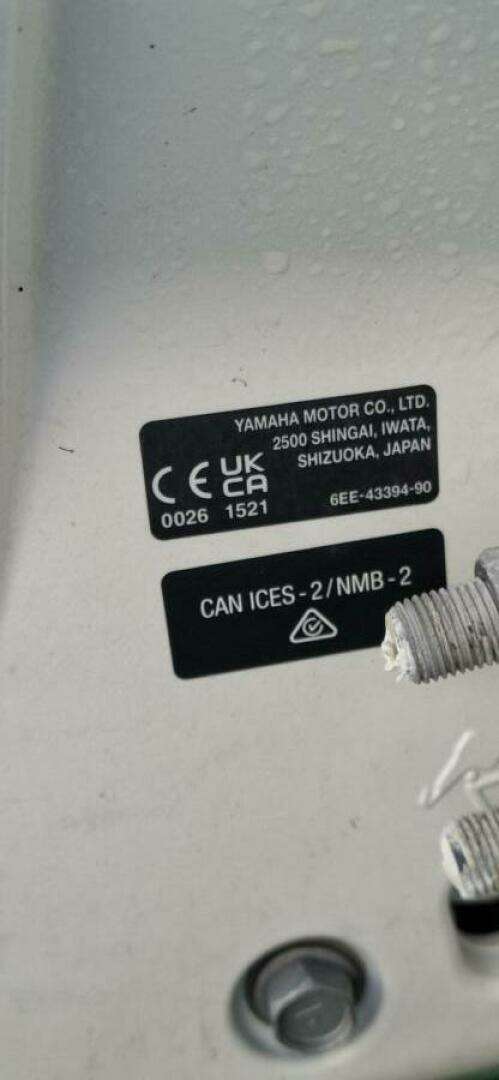 YAMAHA MOTOR CO., LTD.
2500 SHINGAI, IWATA,
SHIZUOKA, JAPAN
CE UK
CA
0026 1521
6EE-43394-90
CAN ICES-2/NMB-2